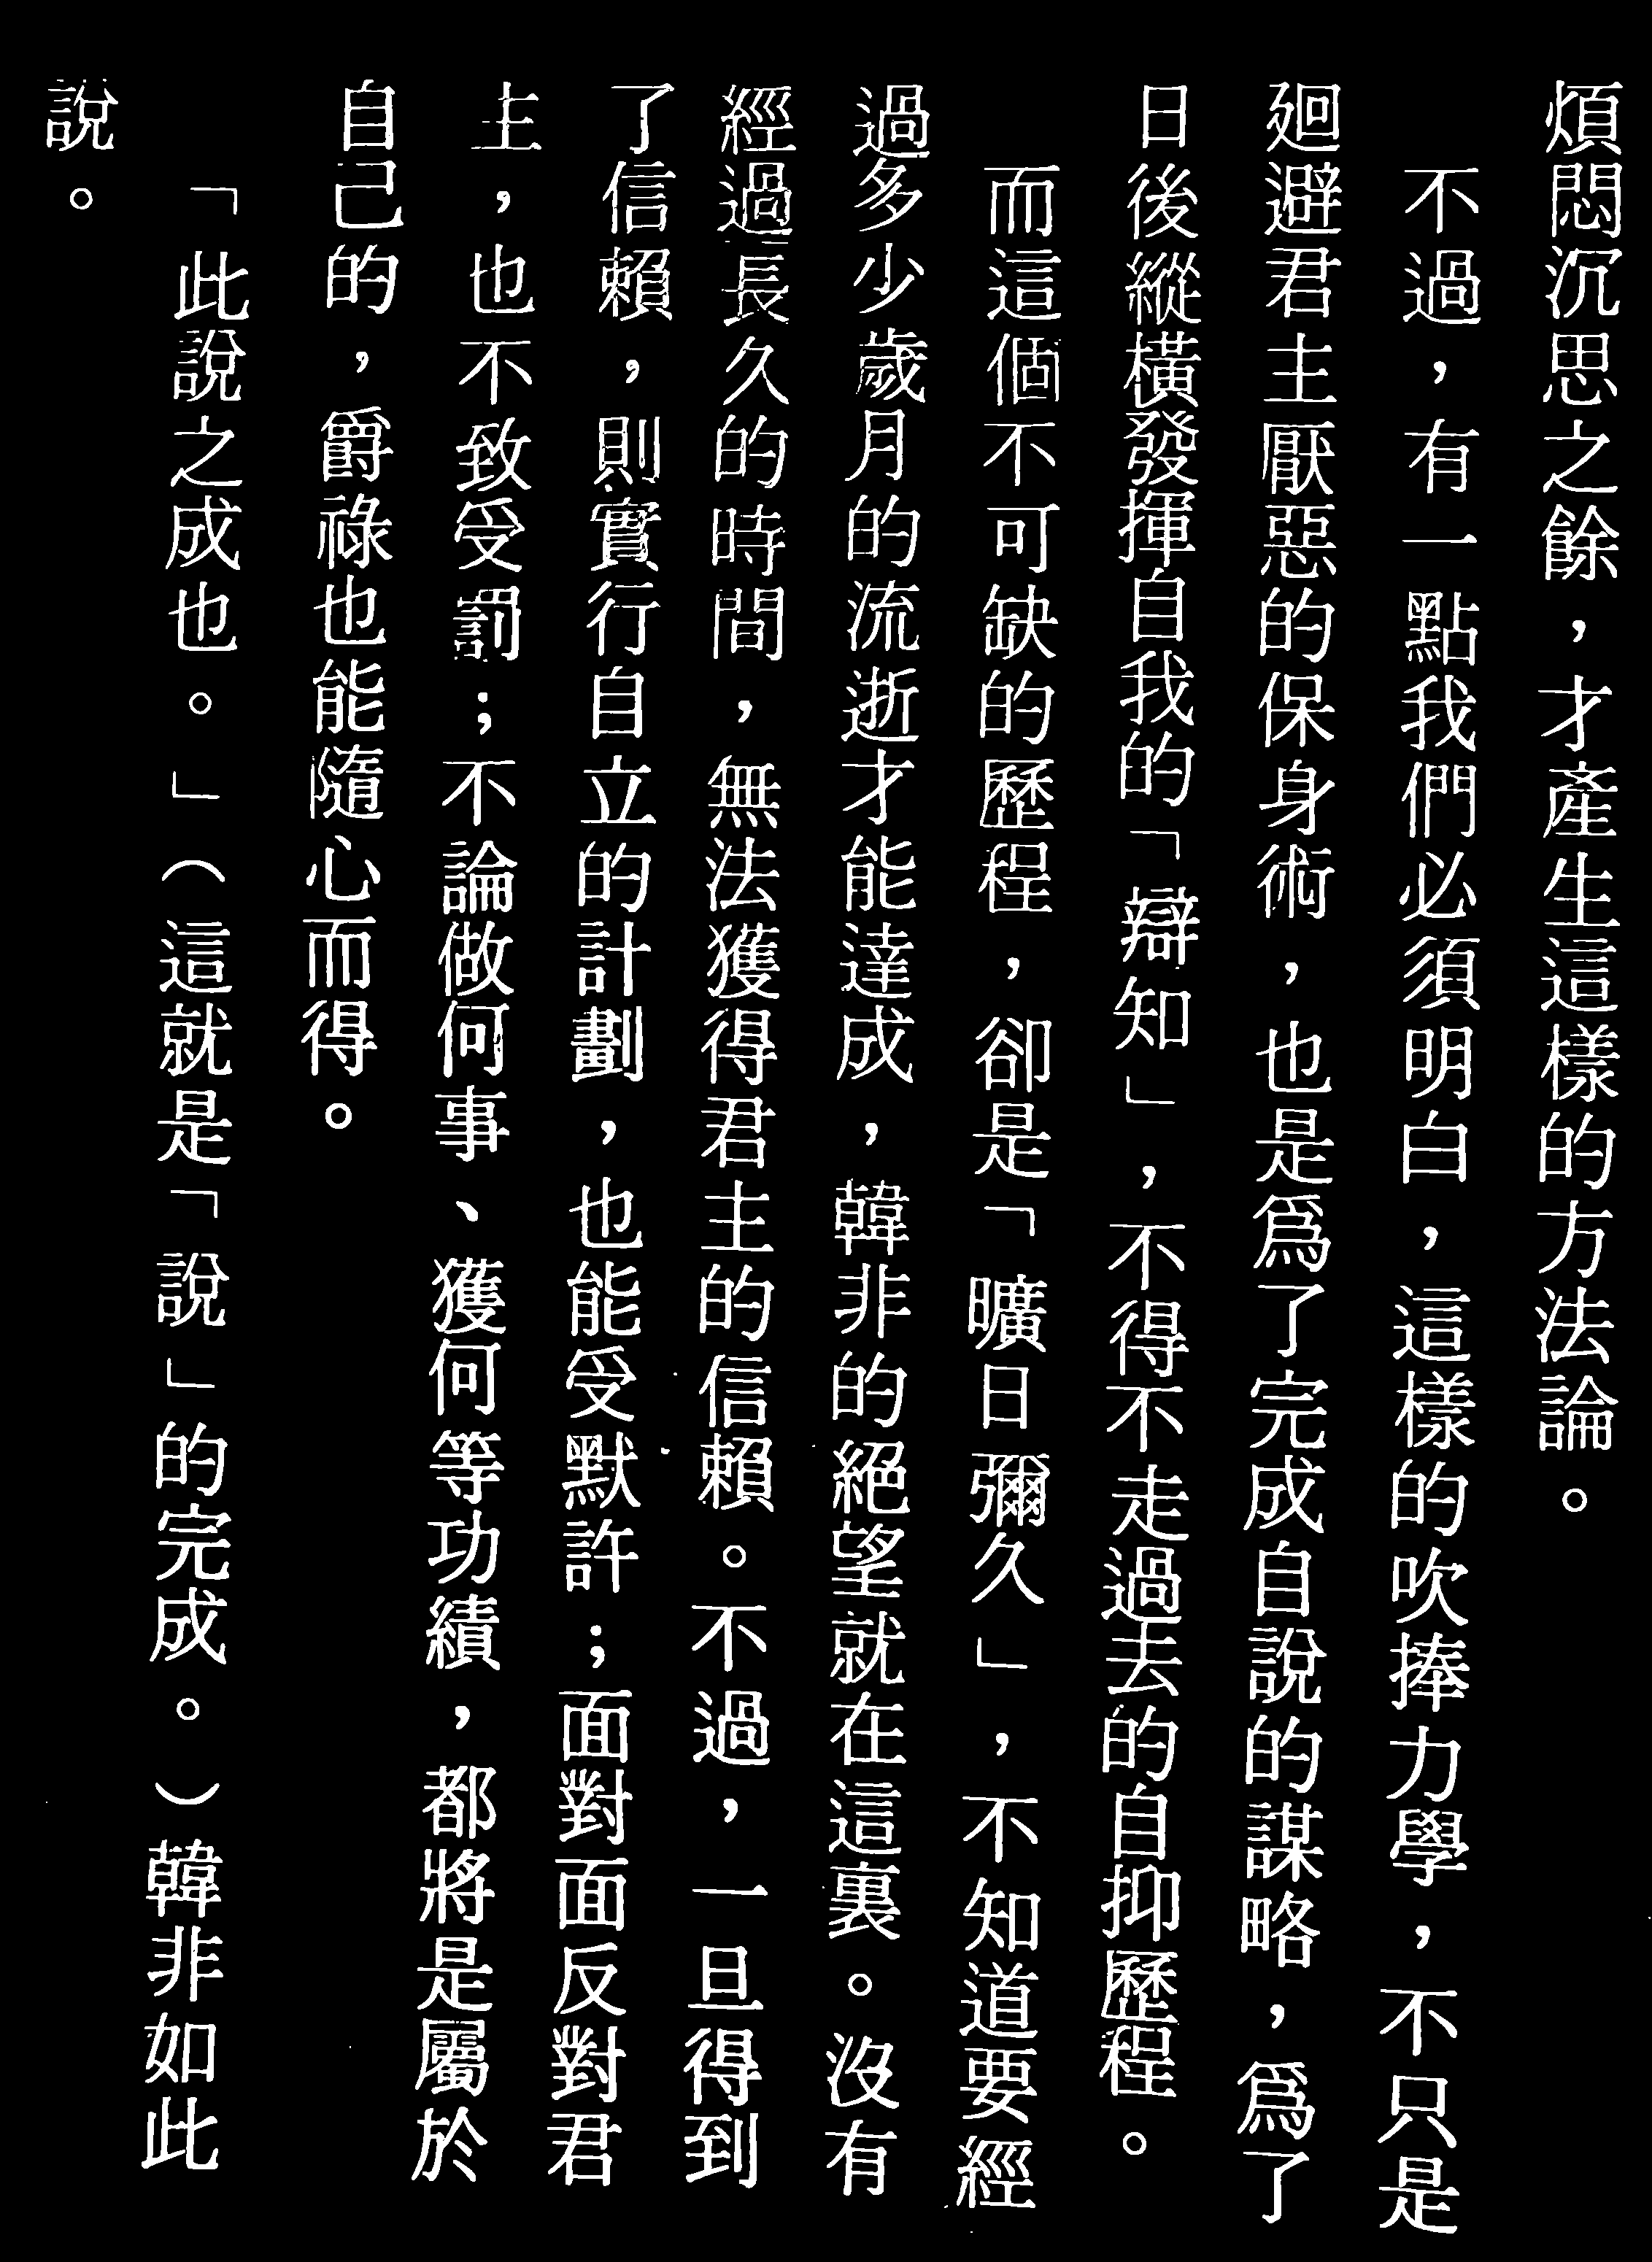 煩悶沉思之餘，才產生這樣的方法論。
不過，有一點我們必須明白，這樣的吹捧力學，不只是
廻避君主厭惡的保身術，也是爲了完成自說的謀略，爲了
日後縱橫發揮自我的「辯知」，不得不走過去的自抑歷程。
而這個不可缺的歷程，卻是「曠日彌久」，不知道要經
過多少歲月的流逝才能達成，韓非的絕望就在這裏。沒有
經過長久的時間，無法獲得君主的信賴。不過，一旦得到
了信賴，則實行自立的計劃，也能受默許；面對面反對君
主，也不致受罰；不論做何事、獲何等功績，都將是屬於
自己的，爵祿也能隨心而得。
「此說之成也。」（這就是「說」的完成。）韓非如此
說。